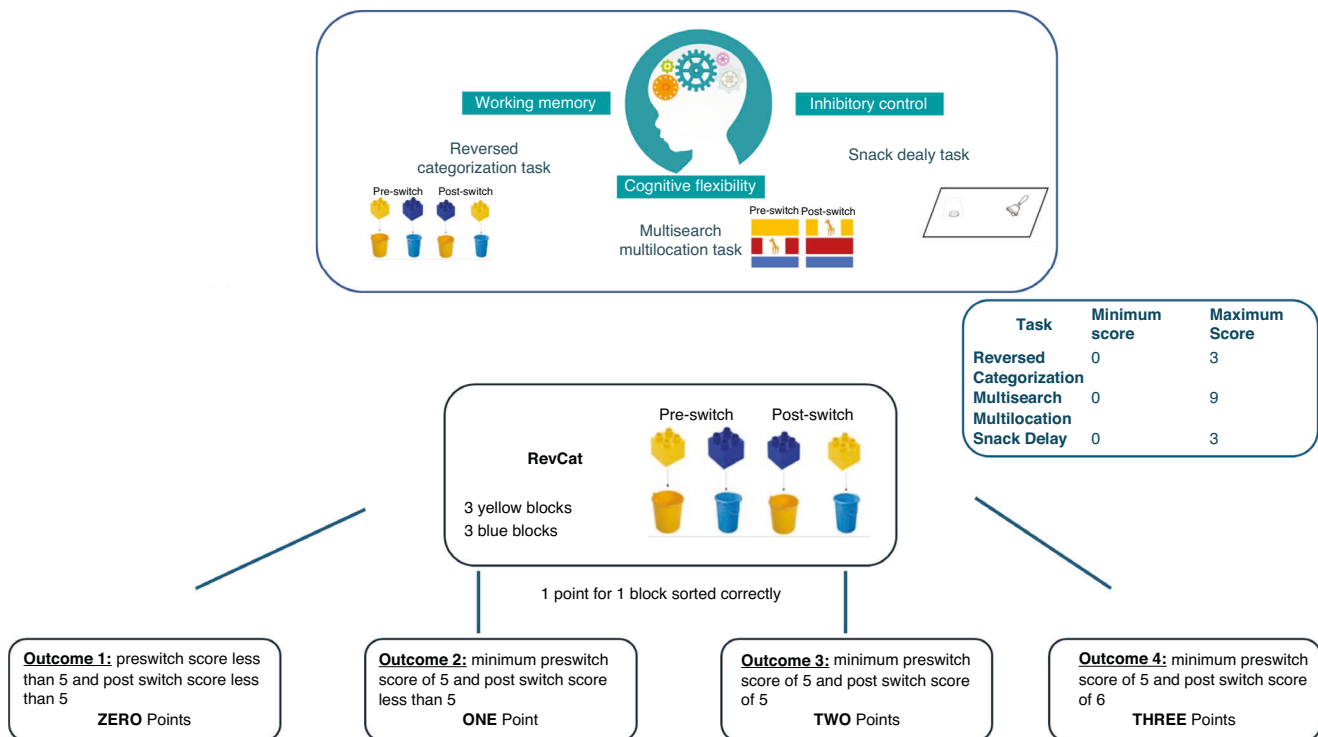 Working memory
Inhibitory control
Reversed
categorization task
Snack dealy task
Pre-switch Post-switch
Cognitive flexibility
Multisearch
multilocation task
Pre-switch Post-switch
Task Minimum score Maximum Score
Reversed Categorization 0 3
Multisearch Multilocation 0 9
Snack Delay 0 3
RevCat
3 yellow blocks
3 blue blocks
Pre-switch Post-switch
1 point for 1 block sorted correctly
Outcome 1: preswitch score less
than 5 and post switch score less
than 5
ZERO Points
Outcome 2: minimum preswitch
score of 5 and post switch score
less than 5
ONE Point
Outcome 3: minimum preswitch
score of 5 and post switch score
of 5
TWO Points
Outcome 4: minimum preswitch
score of 5 and post switch score
of 6
THREE Points